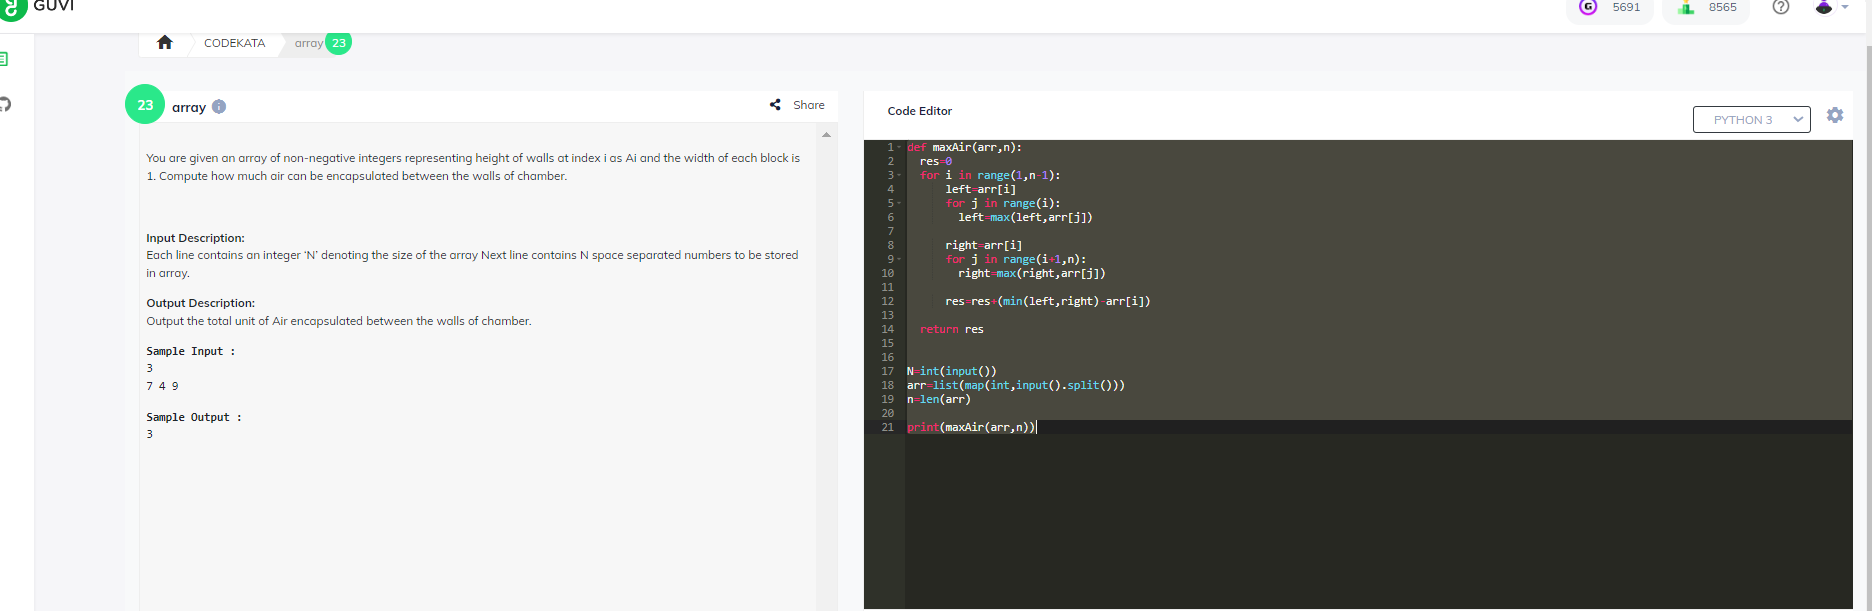 GUVI
5691
8565
CODEKATA
array 23
23 array
Share
You are given an array of non-negative integers representing height of walls at index i as Ai and the width of each block is
1. Compute how much air can be encapsulated between the walls of chamber.
Input Description:
Each line contains an integer ‘N’ denoting the size of the array Next line contains N space separated numbers to be stored
in array.
Output Description:
Output the total unit of Air encapsulated between the walls of chamber.
Sample Input :
3
7 4 9
Sample Output :
3
Code Editor
PYTHON 3
1 def maxAir(arr,n):
2   res=0
3   for i in range(1,n-1):
4       left=arr[i]
5       for j in range(i):
6         left=max(left,arr[j])
7
8       right=arr[i]
9       for j in range(i+1,n):
10         right=max(right,arr[j])
11
12       res=res+(min(left,right)-arr[i])
13
14   return res
15
16
17 N=int(input())
18 arr=list(map(int,input().split()))
19 n=len(arr)
20
21 print(maxAir(arr,n))